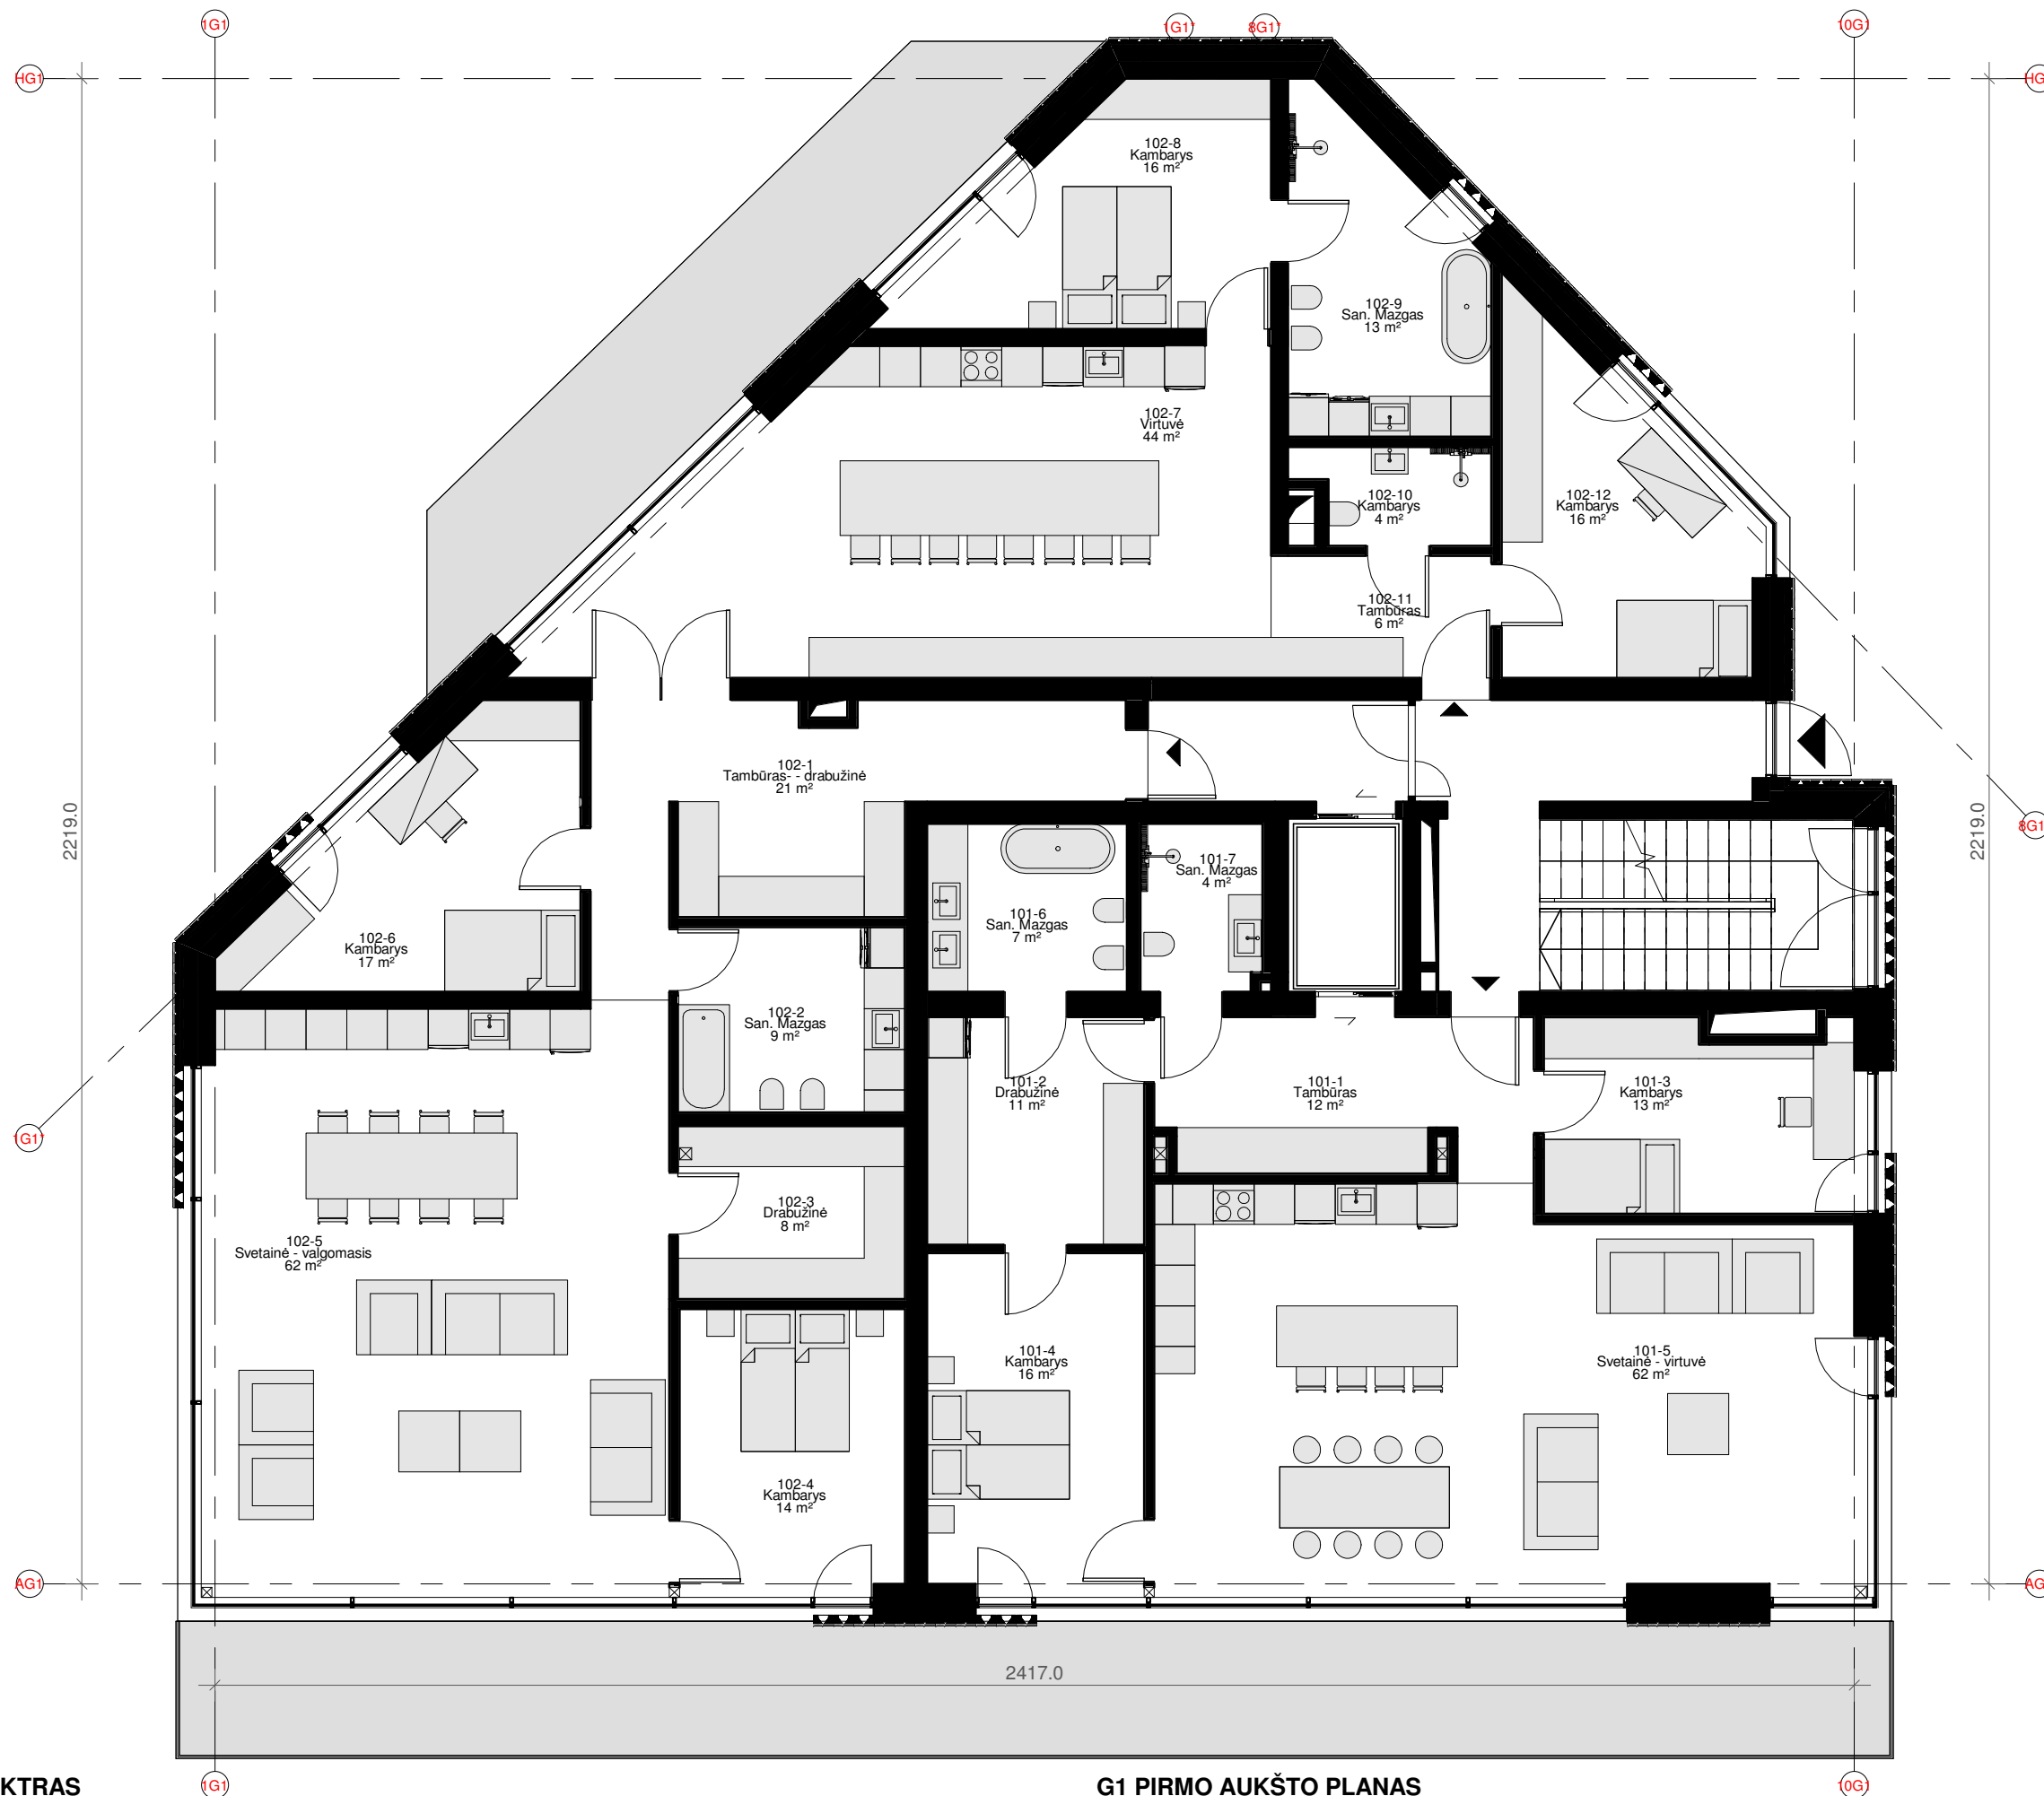 1G1
1G1'
8G1'
10G1
HG1
HG
102-8
Kambarys
16 m²
102-9
San. Mazgas
13 m²
102-7
Virtuvė
44 m²
102-10
Kambarys
4 m²
102-12
Kambarys
16 m²
102-11
Tambūras
6 m²
102-1
Tambūras- - drabužinė
21 m²
2219.0
2219.0
8G1'
101-7
San. Mazgas
4 m²
101-6
San. Mazgas
7 m²
102-6
Kambarys
17 m²
102-2
San. Mazgas
9 m²
101-2
Drabužinė
11 m²
101-1
Tambūras
12 m²
101-3
Kambarys
13 m²
1G1'
102-3
Drabužinė
8 m²
102-5
Svetainė - valgomasis
62 m²
101-4
Kambarys
16 m²
101-5
Svetainė - virtuvė
62 m²
102-4
Kambarys
14 m²
AG1
AG
2417.0
KTRAS
1G1
G1 PIRMO AUKŠTO PLANAS
10G1